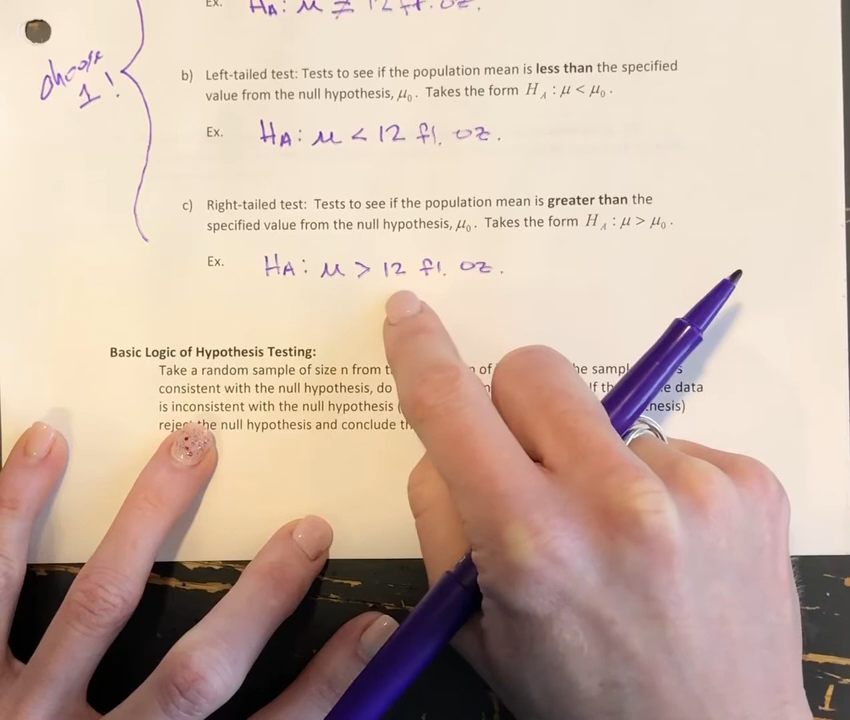 Ex. HA: μ ≠ 12 fl. oz.
choose
1!
b) Left-tailed test: Tests to see if the population mean is less than the specified
value from the null hypothesis, μ₀. Takes the form H_A : μ < μ₀.
Ex. HA: μ < 12 fl. oz.
c) Right-tailed test: Tests to see if the population mean is greater than the
specified value from the null hypothesis, μ₀. Takes the form H_A : μ > μ₀.
Ex. HA: μ > 12 fl. oz.
Basic Logic of Hypothesis Testing:
Take a random sample of size n from of
consistent with the null hypothesis, do data
is inconsistent with the null hypothesis
the null hypothesis and conclude